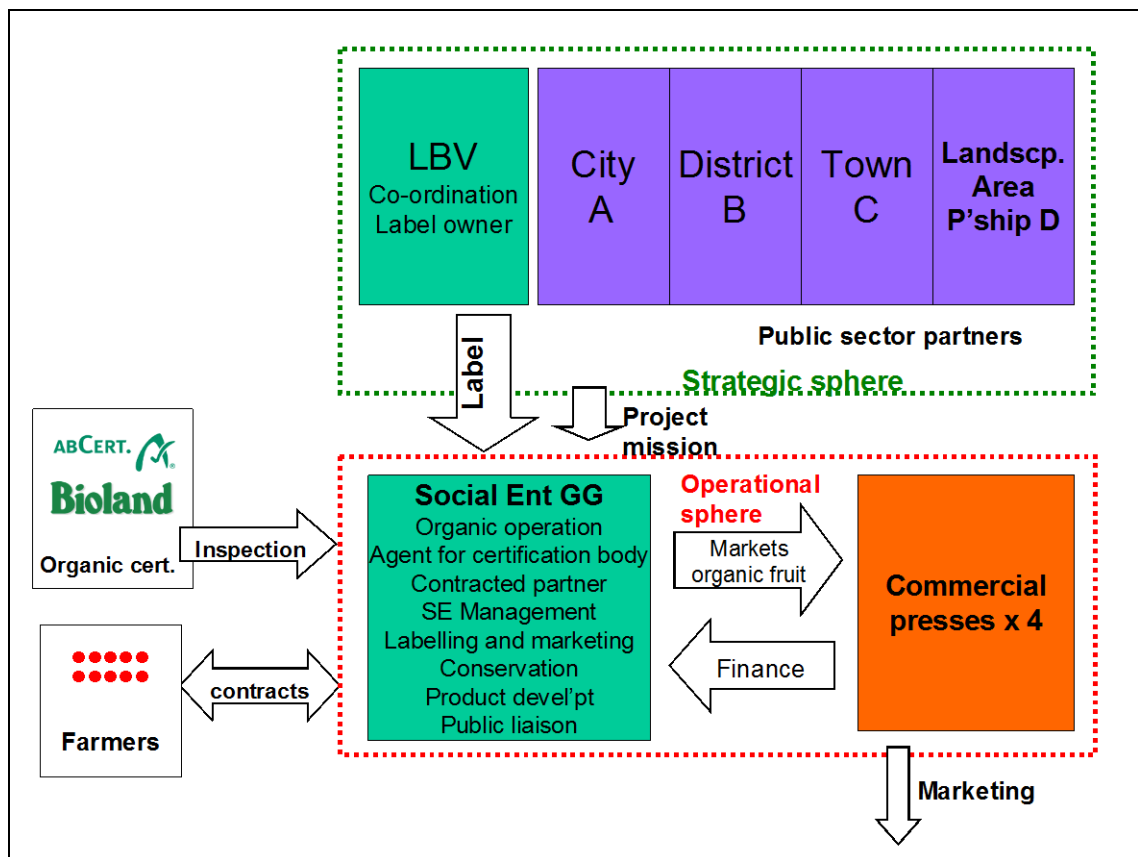 LBV
Co-ordination
Label owner
City
A
District
B
Town
C
Landscp.
Area
P'ship D
Public sector partners
Strategic sphere
Label
Project
mission
ABCERT.
Bioland
Organic cert.
Inspection
Farmers
contracts
Social Ent GG
Organic operation
Agent for certification body
Contracted partner
SE Management
Labelling and marketing
Conservation
Product devel'pt
Public liaison
Operational
sphere
Markets
organic fruit
Finance
Commercial
presses x 4
Marketing